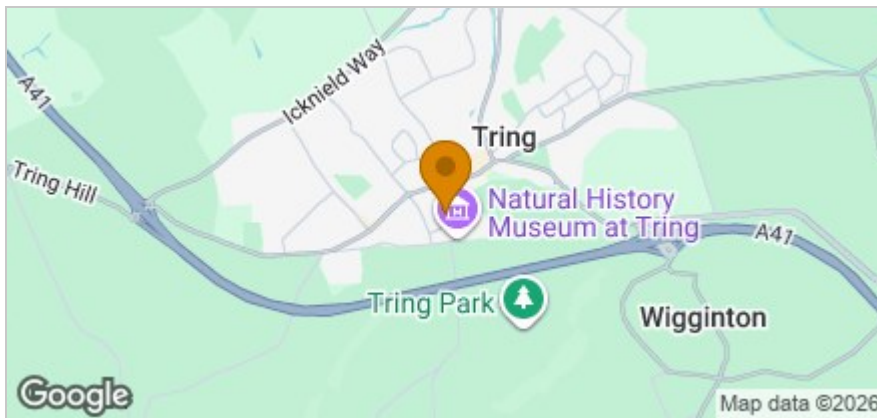 A41
Icknield Way
Tring
Tring Hill
Natural History
Museum at Tring
A41
Tring Park
Wigginton
Google
Map data ©2026